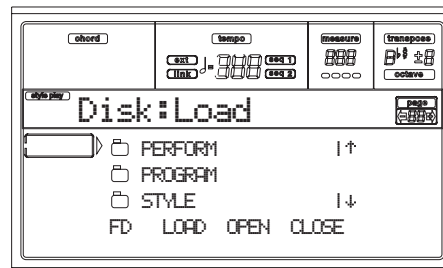 chord tempo measure transpose
ext seq 1
link seq 2
octave
style play
Disk:Load page
PERFORM
PROGRAM
STYLE
FD LOAD OPEN CLOSE